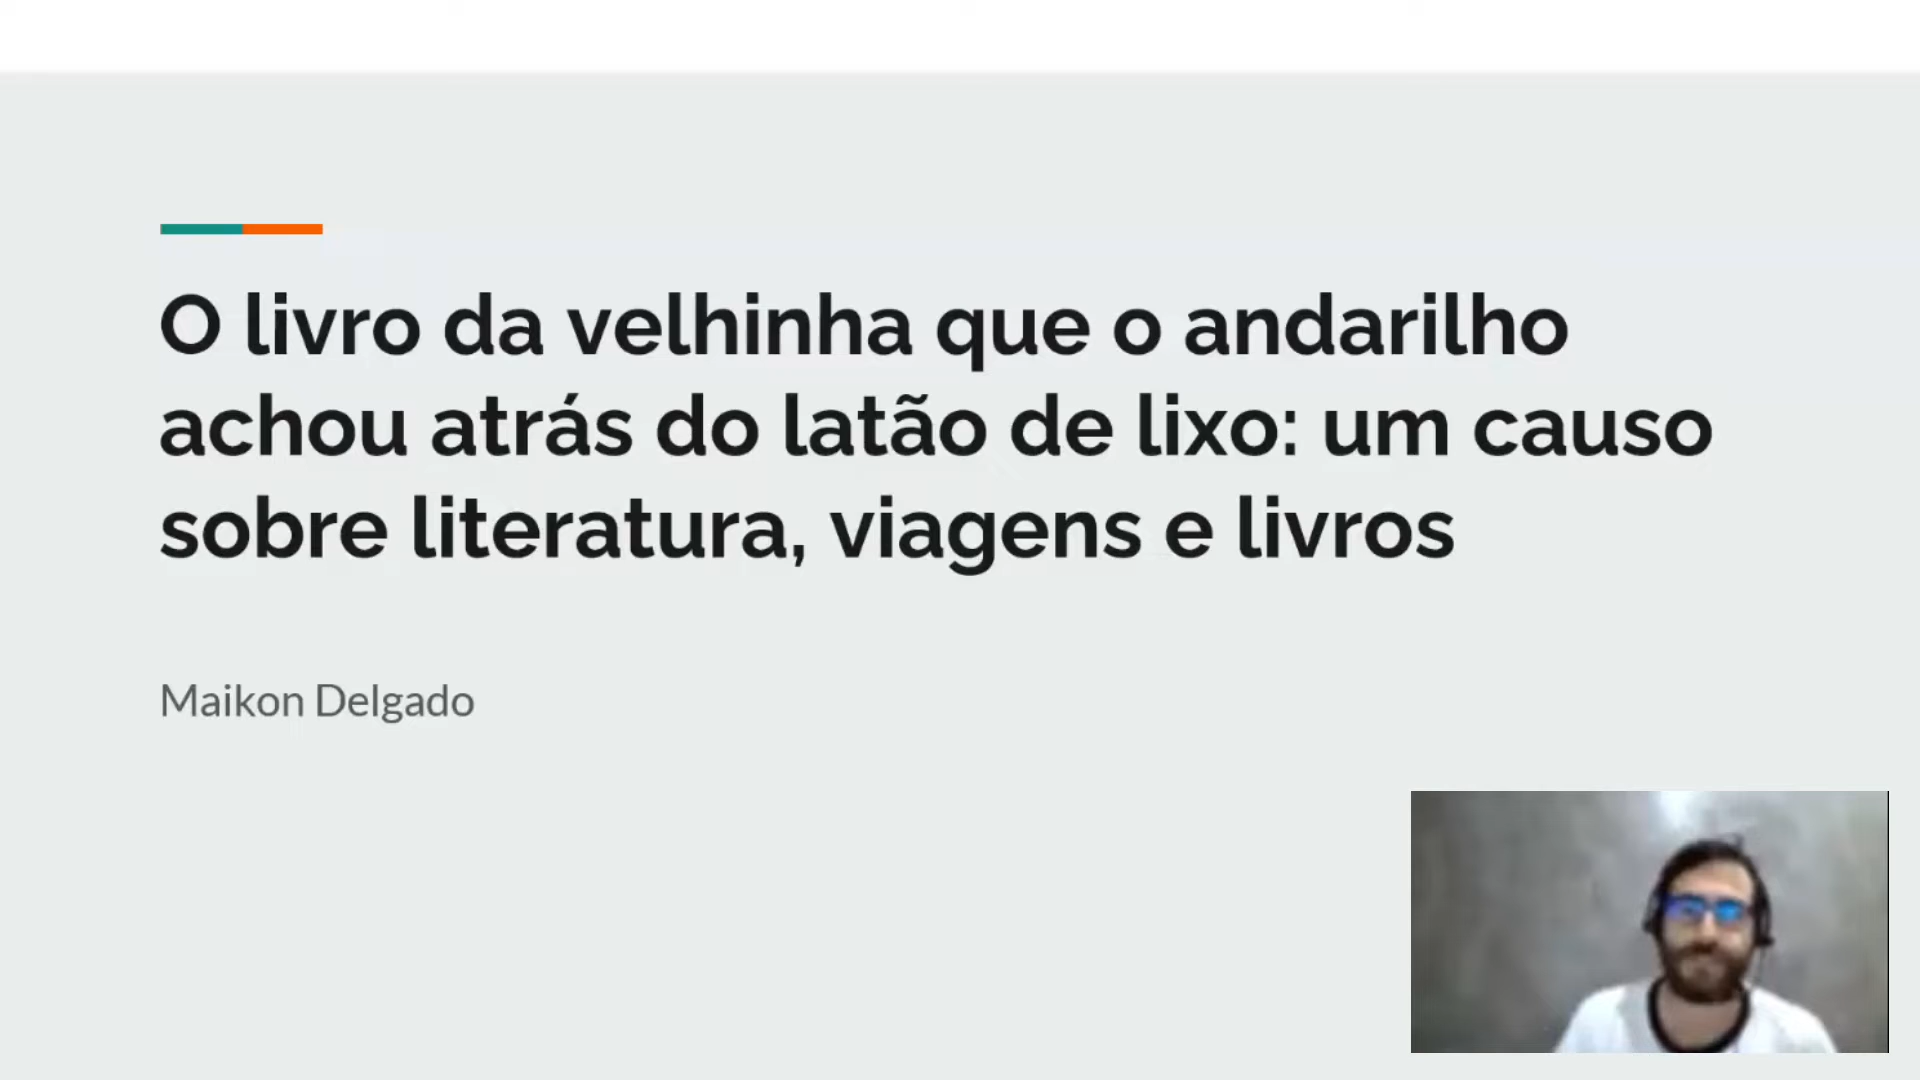 O livro da velhinha que o andarilho
achou atrás do latão de lixo: um causo
sobre literatura, viagens e livros
Maikon Delgado